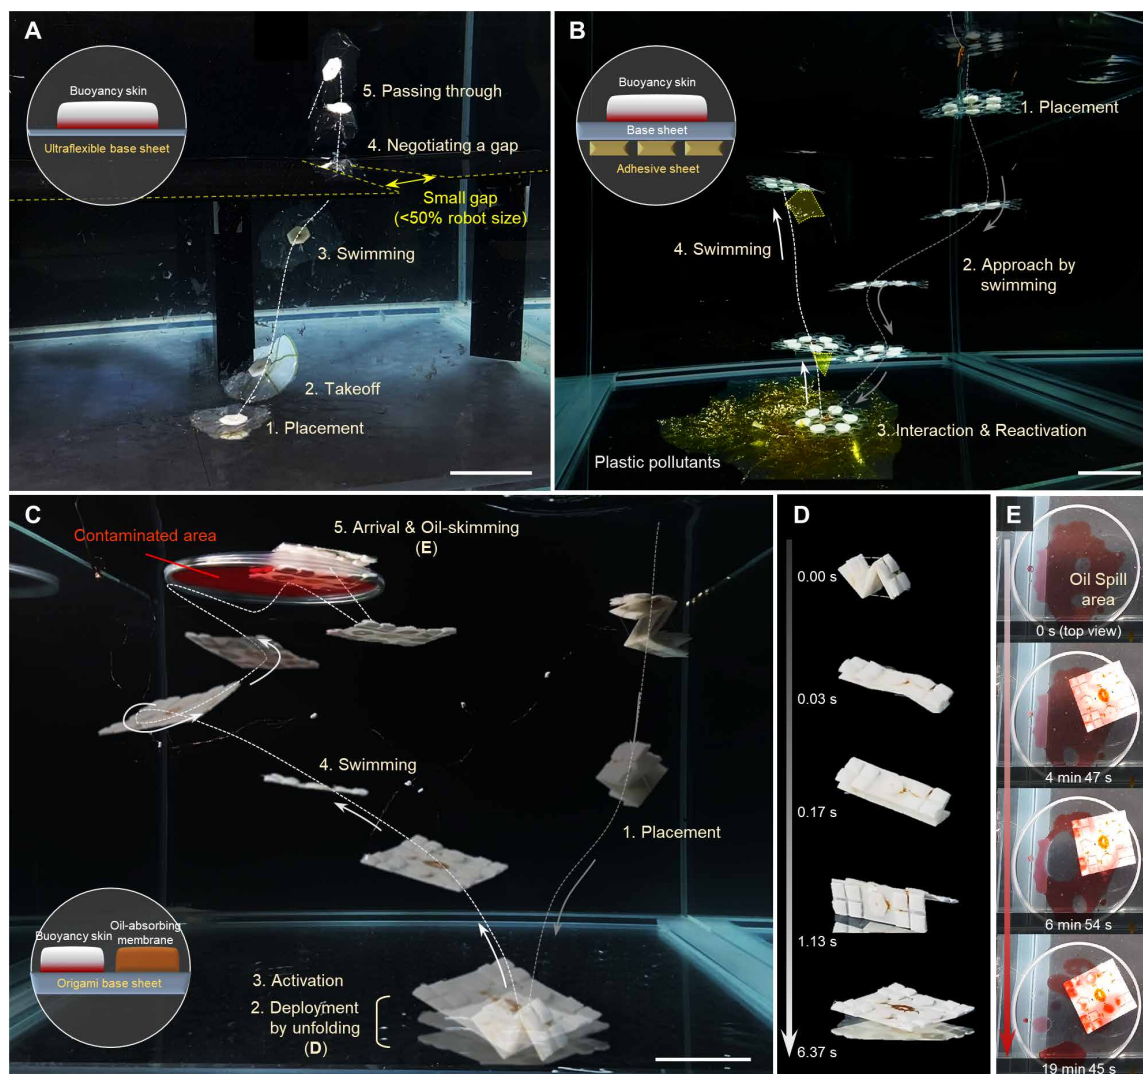 A
Buoyancy skin
Ultraflexible base sheet
5. Passing through
4. Negotiating a gap
Small gap
(<50% robot size)
3. Swimming
2. Takeoff
1. Placement
B
Buoyancy skin
Base sheet
Adhesive sheet
1. Placement
2. Approach by
swimming
4. Swimming
3. Interaction & Reactivation
Plastic pollutants
C
Contaminated area
5. Arrival & Oil-skimming
(E)
4. Swimming
1. Placement
Buoyancy skin
Oil-absorbing
membrane
Origami base sheet
3. Activation
2. Deployment
by unfolding
(D)
D
0.00 s
0.03 s
0.17 s
1.13 s
6.37 s
E
Oil Spill
area
0 s (top view)
4 min 47 s
6 min 54 s
19 min 45 s